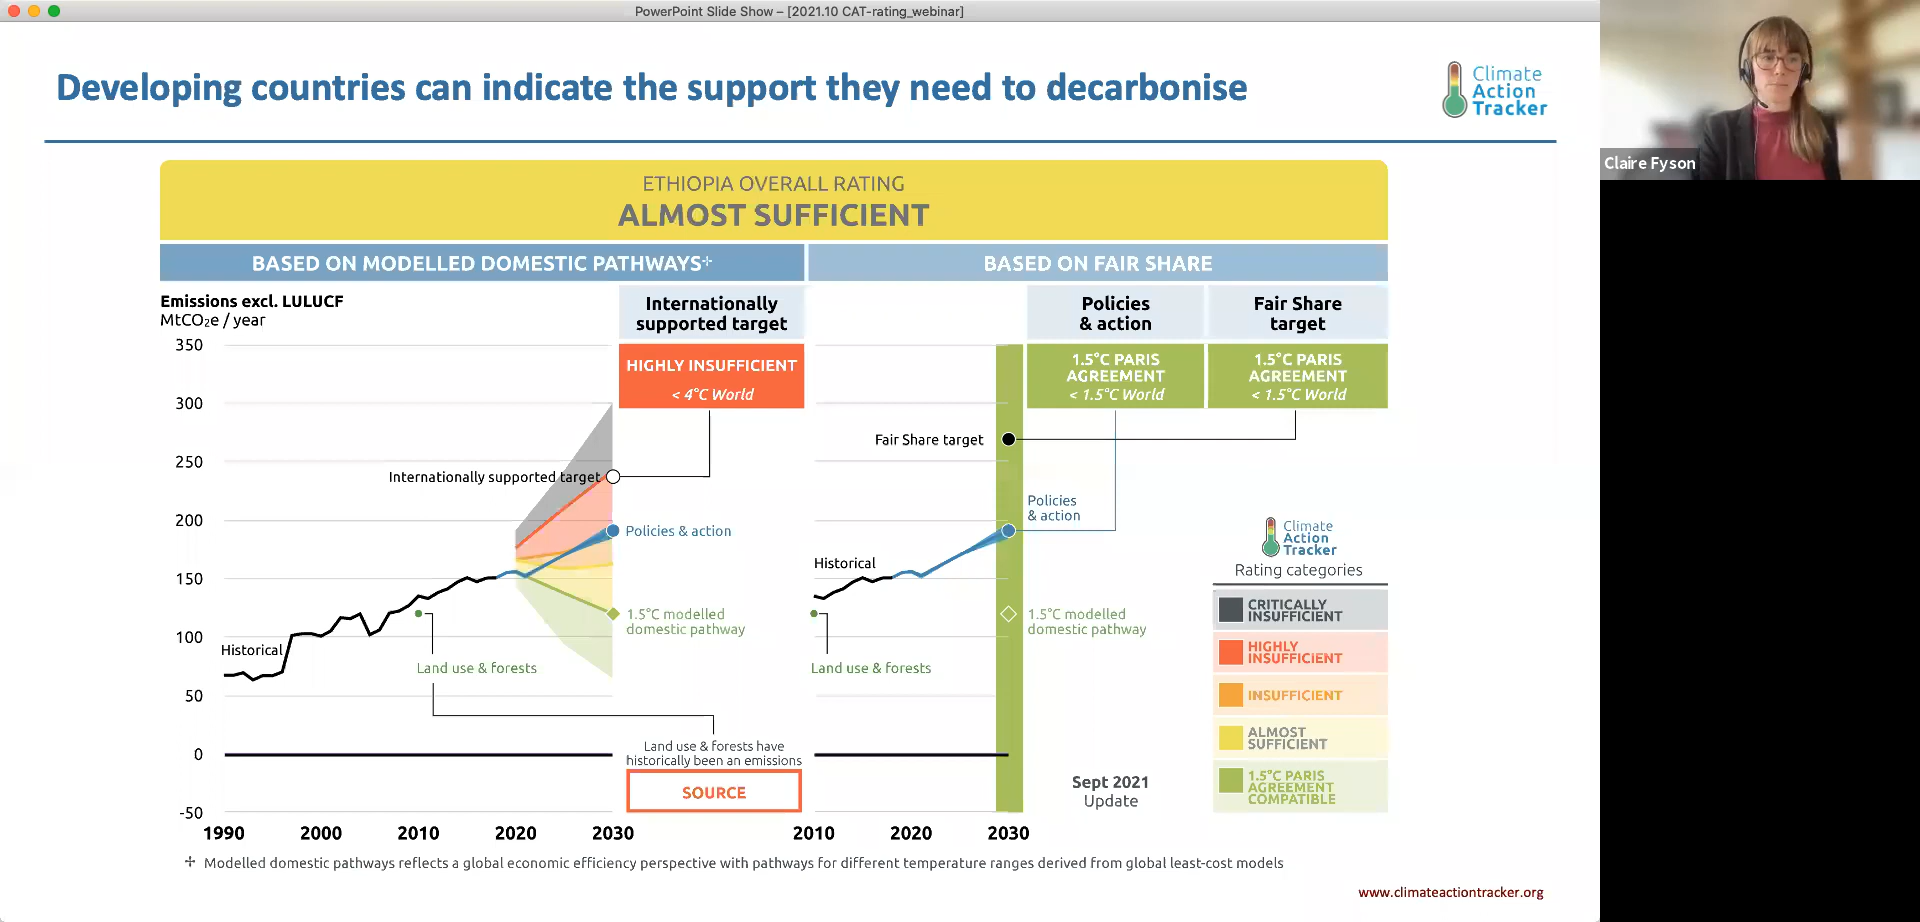 PowerPoint Slide Show – [2021.10 CAT-rating_webinar]
Developing countries can indicate the support they need to decarbonise
Climate
Action
Tracker
Claire Fyson
ETHIOPIA OVERALL RATING
ALMOST SUFFICIENT
BASED ON MODELLED DOMESTIC PATHWAYS✢
BASED ON FAIR SHARE
Emissions excl. LULUCF
MtCO₂e / year
Internationally
supported target
Policies
& action
Fair Share
target
HIGHLY INSUFFICIENT
< 4°C World
1.5°C PARIS
AGREEMENT
< 1.5°C World
1.5°C PARIS
AGREEMENT
< 1.5°C World
350
300
250
200
150
100
50
0
-50
Internationally supported target
Policies & action
1.5°C modelled
domestic pathway
Historical
Land use & forests
Land use & forests have
historically been an emissions
SOURCE
1990
2000
2010
2020
2030
Fair Share target
Policies
& action
Historical
1.5°C modelled
domestic pathway
Land use & forests
2010
2020
2030
Sept 2021
Update
Climate
Action
Tracker
Rating categories
CRITICALLY
INSUFFICIENT
HIGHLY
INSUFFICIENT
INSUFFICIENT
ALMOST
SUFFICIENT
1.5°C PARIS
AGREEMENT
COMPATIBLE
✢ Modelled domestic pathways reflects a global economic efficiency perspective with pathways for different temperature ranges derived from global least-cost models
www.climateactiontracker.org